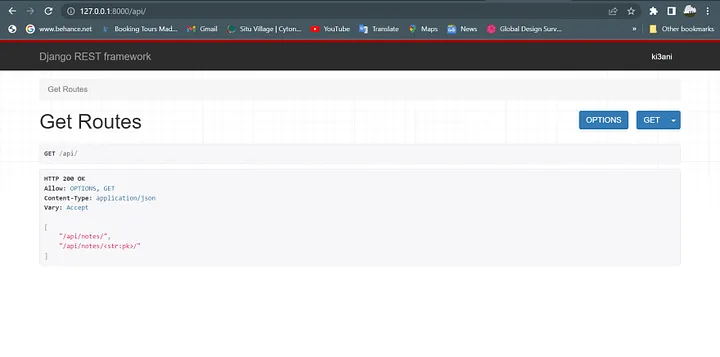 127.0.0.1:8000/api/
www.behance.net
Booking Tours Mad...
Gmail
Situ Village | Cyton...
YouTube
Translate
Maps
News
Global Design Surv...
»
Other bookmarks
Django REST framework
ki3ani
Get Routes
Get Routes
OPTIONS
GET
GET /api/
HTTP 200 OK
Allow: OPTIONS, GET
Content-Type: application/json
Vary: Accept
[
"/api/notes/",
"/api/notes/<str:pk>/"
]